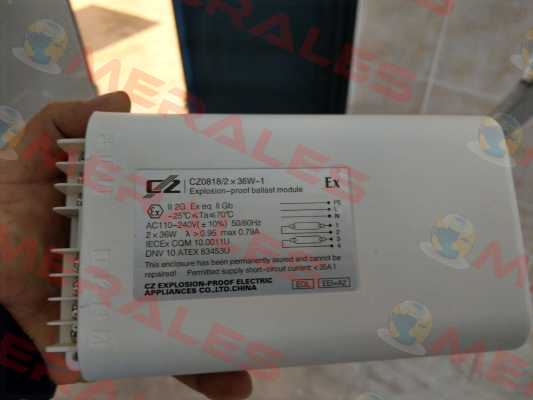 CZ0818/2×36W-1
Explosion-proof ballast module
Ex
II 2G Ex eq II Gb
-25℃≤Ta≤70℃
AC110-240V(±10%) 50/60Hz
2×36W λ>0.95 max 0.79A
IECEx CQM 10.0011U
DNV 10 ATEX 83453U
PE
L
N
1
2
3
4
This enclosure has been permanently sealed and cannot be
repaired! Permitted supply short-circuit current:<35A!
CZ EXPLOSION-PROOF ELECTRIC
APPLIANCES CO.,LTD.CHINA
EOL
EEI=A2
MERALES
MERALES
MERALES
MERALES